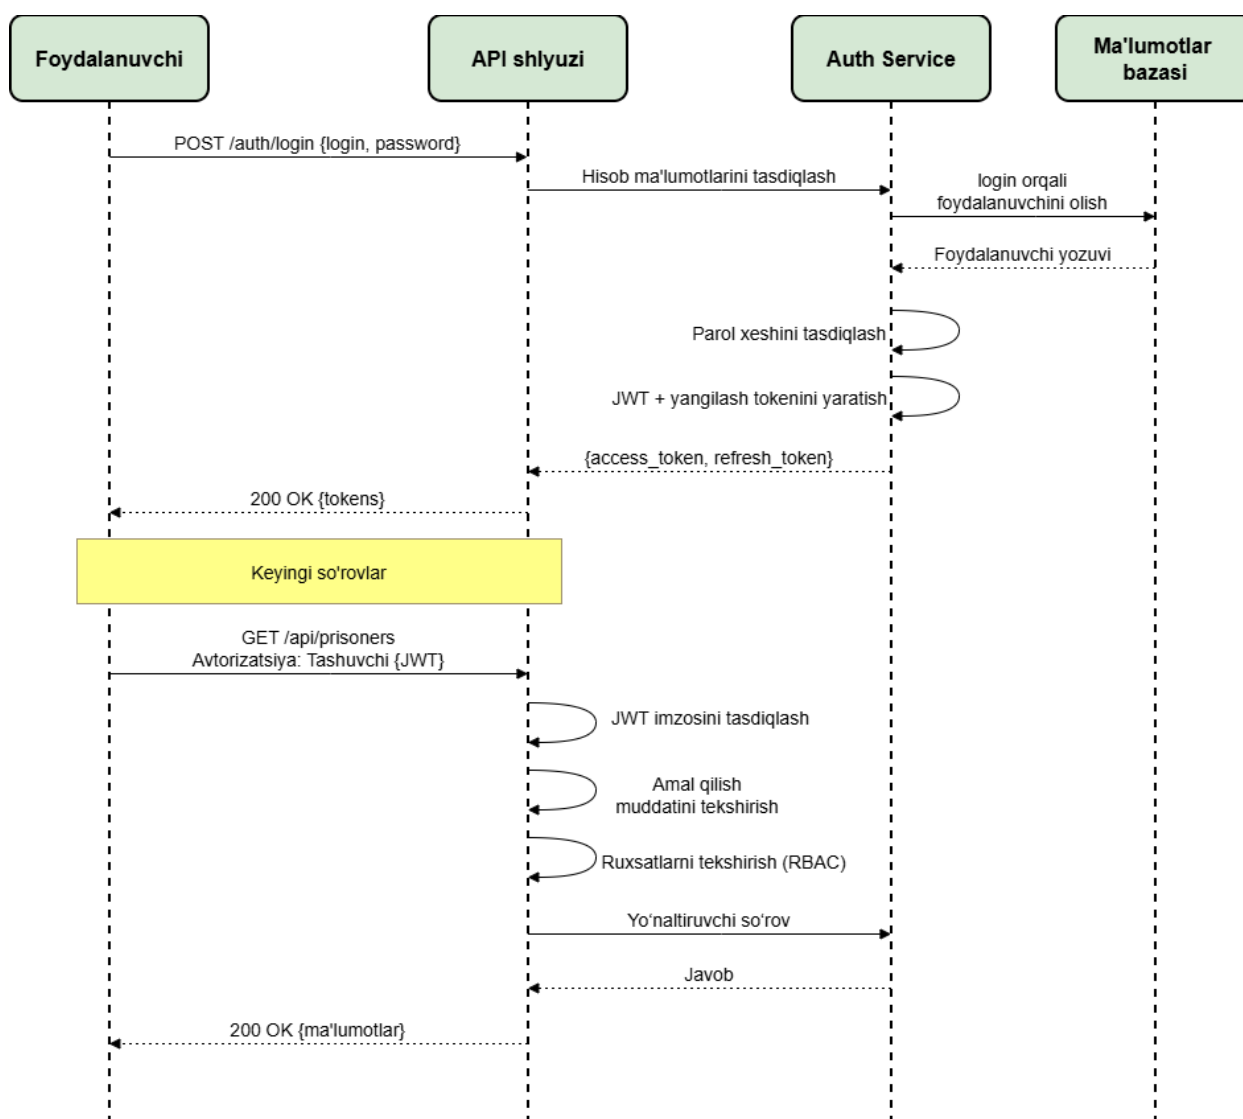 Foydalanuvchi
API shlyuzi
Auth Service
Ma'lumotlar
bazasi
POST /auth/login {login, password}
Hisob ma'lumotlarini tasdiqlash
login orqali
foydalanuvchini olish
Foydalanuvchi yozuvi
Parol xeshini tasdiqlash
JWT + yangilash tokenini yaratish
{access_token, refresh_token}
200 OK {tokens}
Keyingi so'rovlar
GET /api/prisoners
Avtorizatsiya: Tashuvchi {JWT}
JWT imzosini tasdiqlash
Amal qilish
muddatini tekshirish
Ruxsatlarni tekshirish (RBAC)
Yo‘naltiruvchi so‘rov
Javob
200 OK {ma'lumotlar}